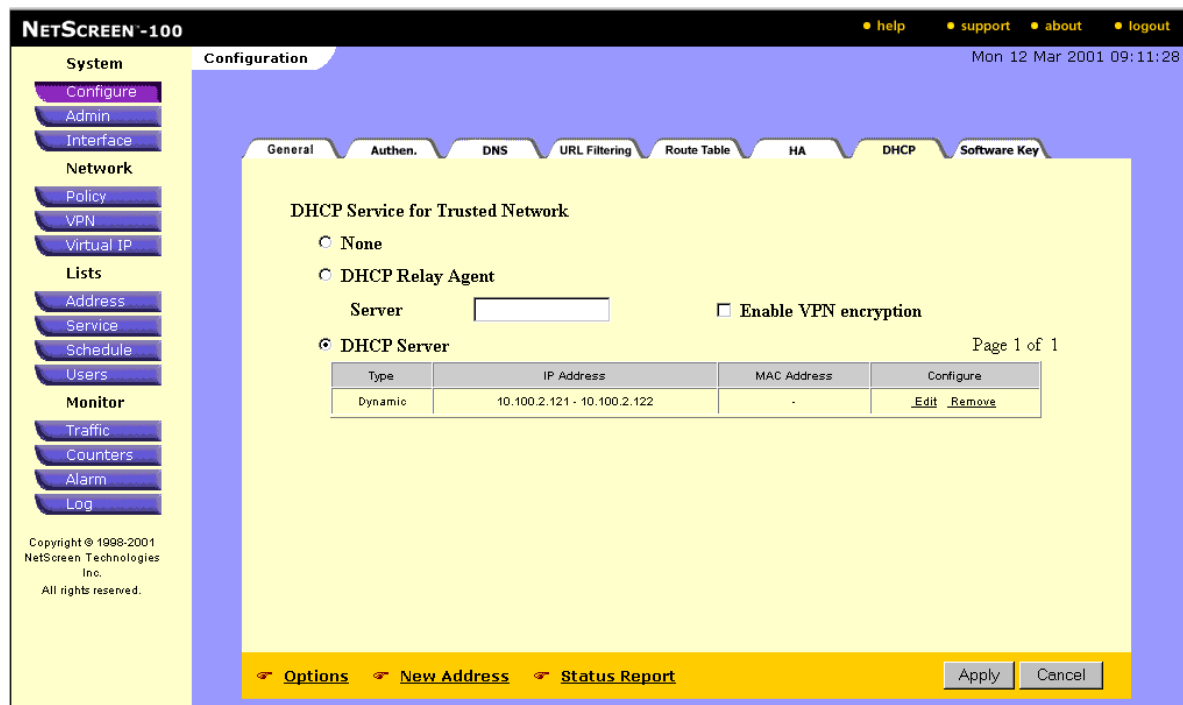 NETSCREEN™-100
help support about logout
System
Configure
Admin
Interface
Network
Policy
VPN
Virtual IP
Lists
Address
Service
Schedule
Users
Monitor
Traffic
Counters
Alarm
Log
Copyright © 1998-2001
NetScreen Technologies
Inc.
All rights reserved.
Configuration
Mon 12 Mar 2001 09:11:28
General Authen. DNS URL Filtering Route Table HA DHCP Software Key
DHCP Service for Trusted Network
None
DHCP Relay Agent
Server Enable VPN encryption
DHCP Server Page 1 of 1
Type IP Address MAC Address Configure
Dynamic 10.100.2.121 - 10.100.2.122 - Edit Remove
Options New Address Status Report Apply Cancel